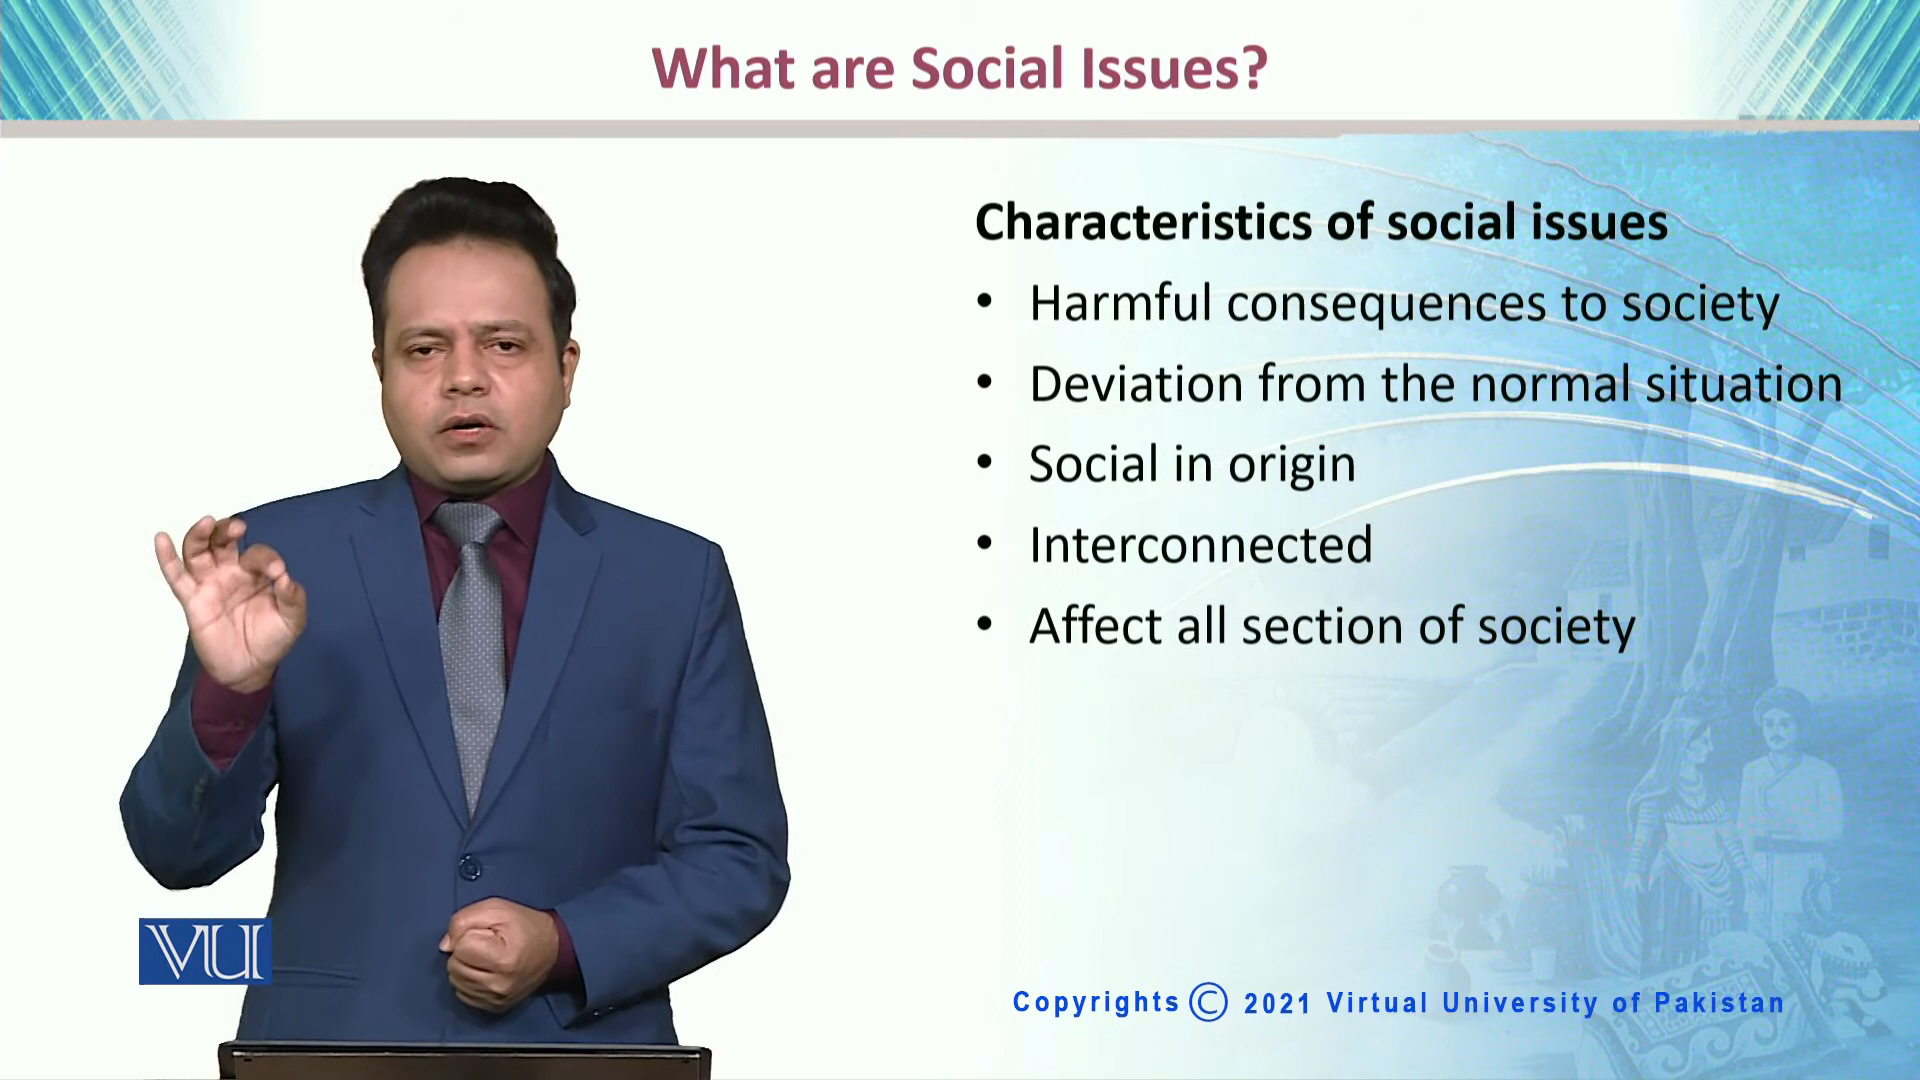 What are Social Issues?
Characteristics of social issues
• Harmful consequences to society
• Deviation from the normal situation
• Social in origin
• Interconnected
• Affect all section of society
VU
Copyrights © 2021 Virtual University of Pakistan